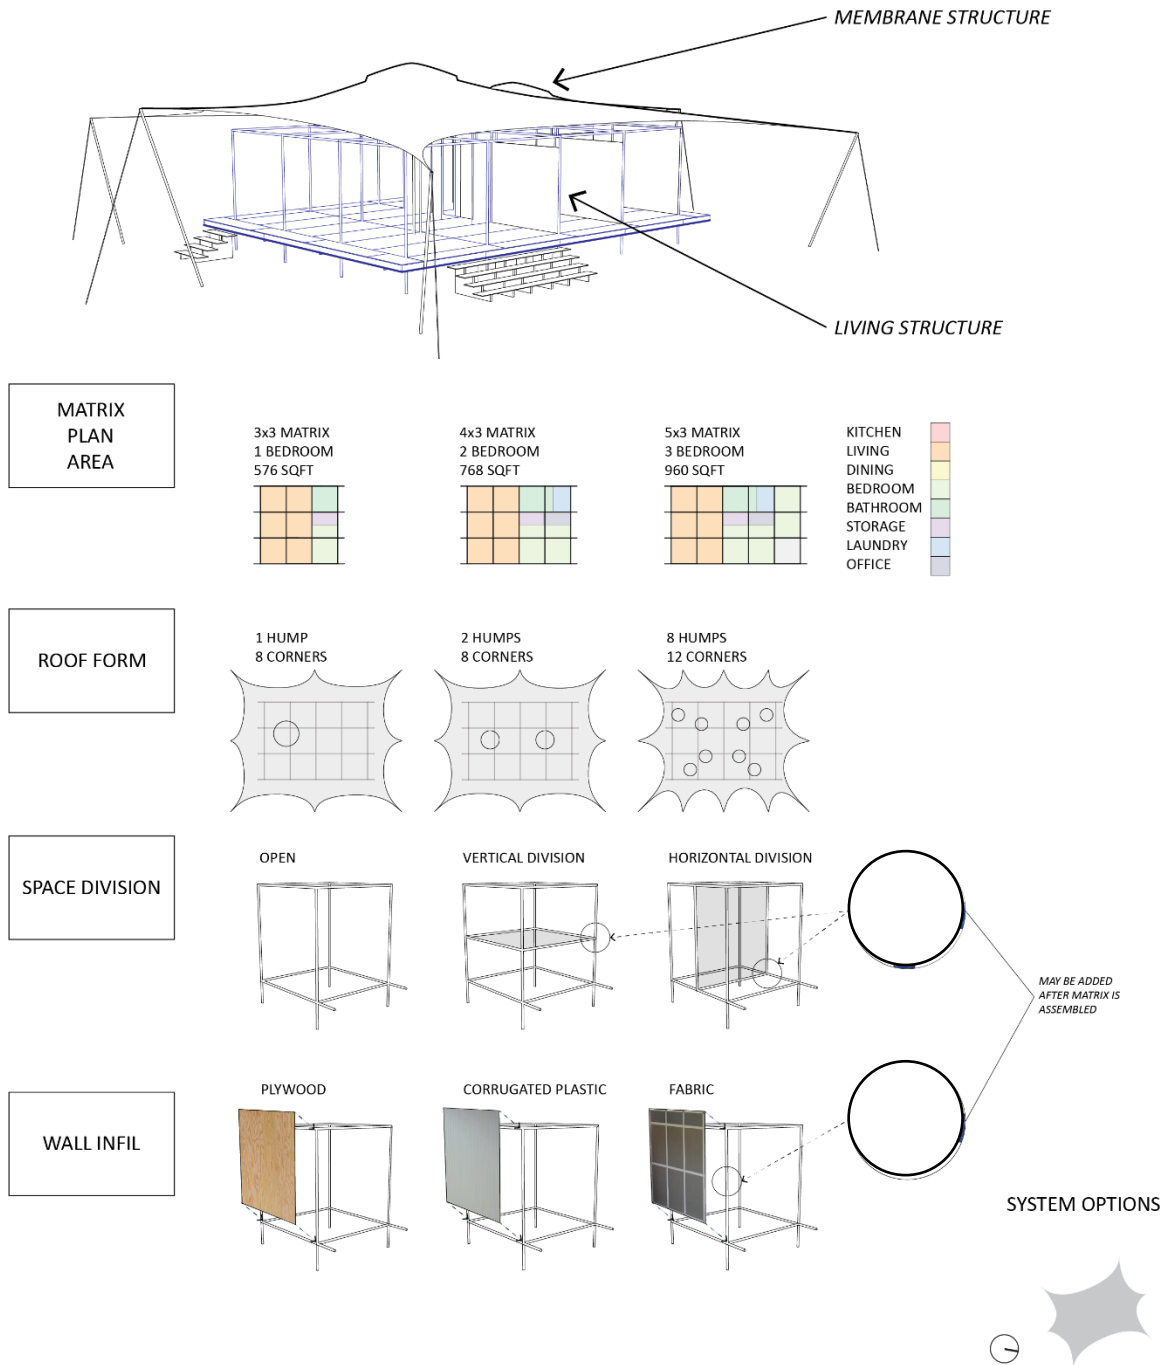 MEMBRANE STRUCTURE
LIVING STRUCTURE
MATRIX
PLAN
AREA
3x3 MATRIX
1 BEDROOM
576 SQFT
4x3 MATRIX
2 BEDROOM
768 SQFT
5x3 MATRIX
3 BEDROOM
960 SQFT
KITCHEN
LIVING
DINING
BEDROOM
BATHROOM
STORAGE
LAUNDRY
OFFICE
ROOF FORM
1 HUMP
8 CORNERS
2 HUMPS
8 CORNERS
8 HUMPS
12 CORNERS
SPACE DIVISION
OPEN
VERTICAL DIVISION
HORIZONTAL DIVISION
MAY BE ADDED
AFTER MATRIX IS
ASSEMBLED
WALL INFIL
PLYWOOD
CORRUGATED PLASTIC
FABRIC
SYSTEM OPTIONS